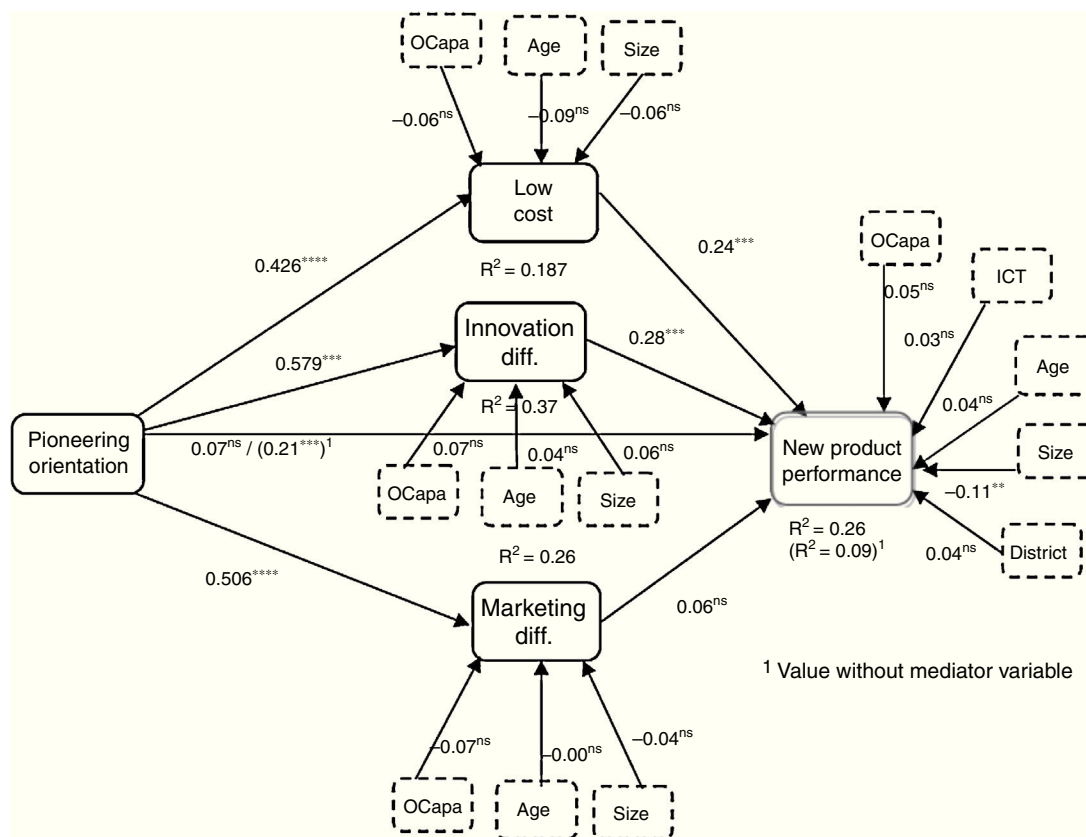 OCapa
Age
Size
–0.06ns
–0.09ns
–0.06ns
Low
cost
R² = 0.187
0.426****
0.24***
OCapa
0.05ns
ICT
0.03ns
Innovation
diff.
R² = 0.37
0.579***
0.28***
Age
0.04ns
Pioneering
orientation
0.07ns / (0.21***)¹
0.07ns
0.04ns
0.06ns
OCapa
Age
Size
New product
performance
Size
–0.11**
R² = 0.26
(R² = 0.09)¹
0.04ns
District
R² = 0.26
0.506****
Marketing
diff.
0.06ns
1 Value without mediator variable
–0.07ns
–0.00ns
–0.04ns
OCapa
Age
Size